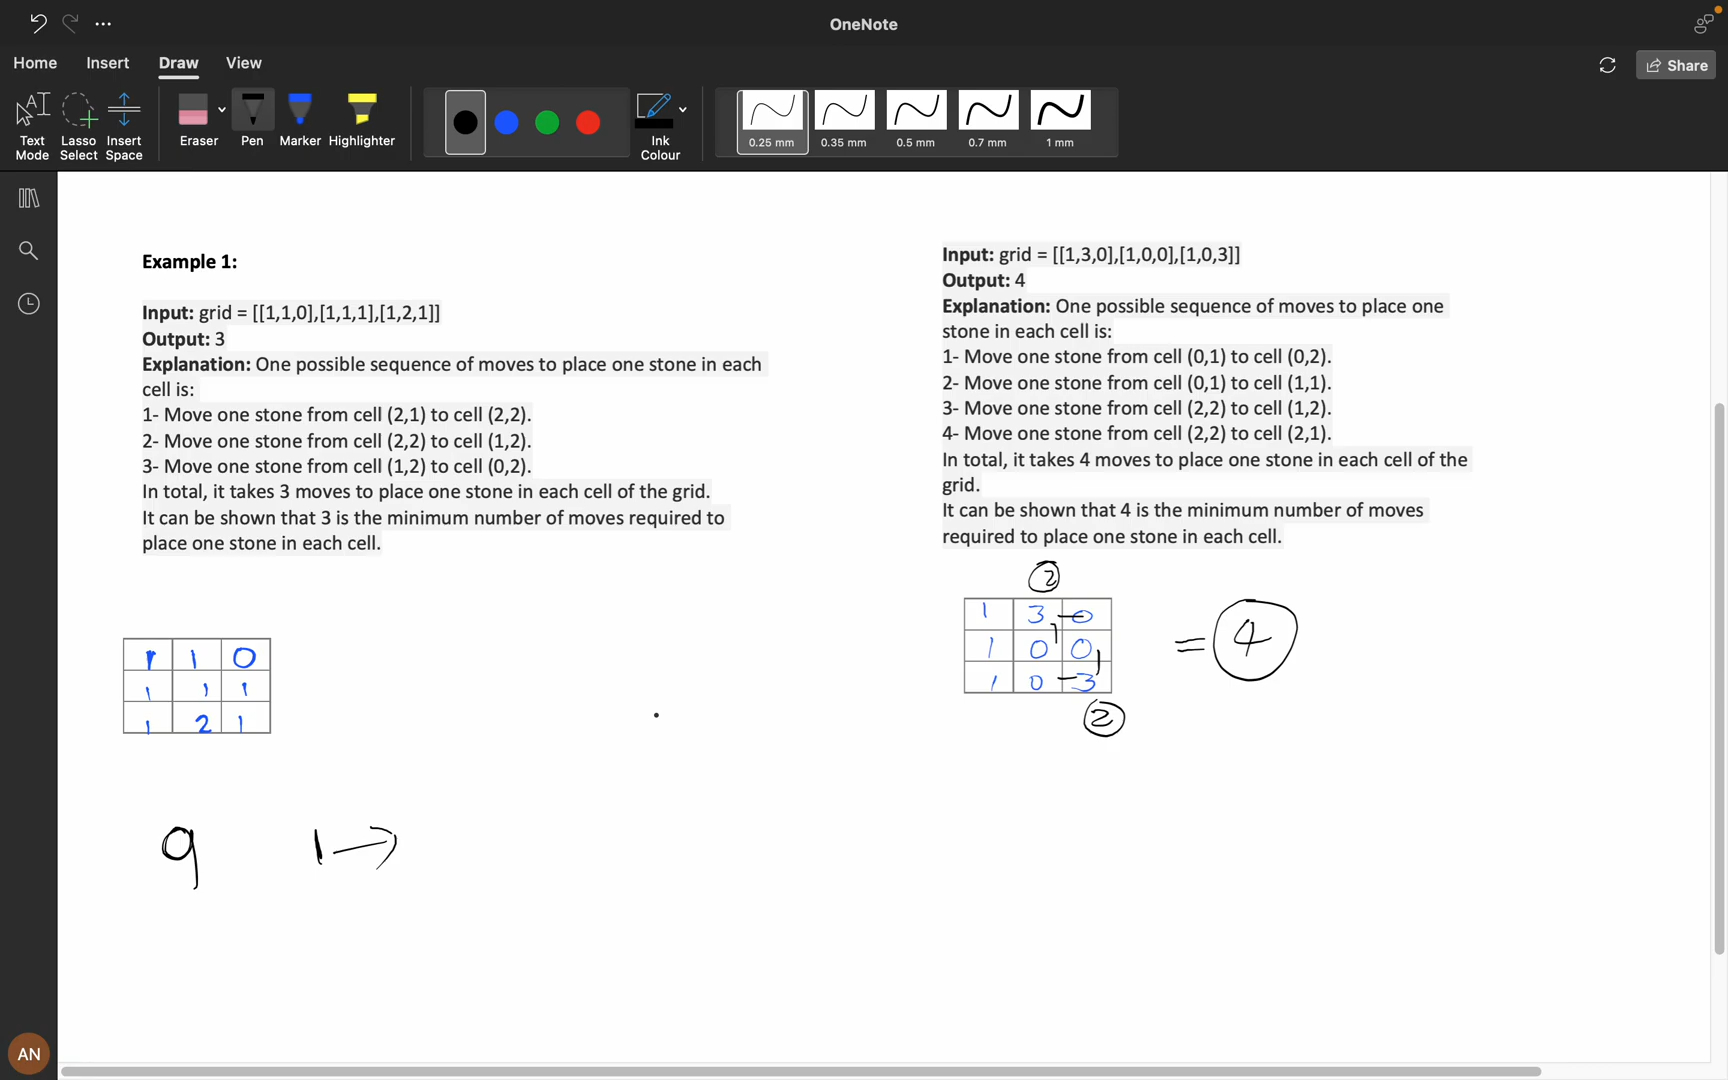 OneNote
Home Insert Draw View
Share
Text Mode
Lasso Select
Insert Space
Eraser
Pen
Marker
Highlighter
Ink Colour
0.25 mm
0.35 mm
0.5 mm
0.7 mm
1 mm
Example 1:
Input: grid = [[1,1,0],[1,1,1],[1,2,1]]
Output: 3
Explanation: One possible sequence of moves to place one stone in each
cell is:
1- Move one stone from cell (2,1) to cell (2,2).
2- Move one stone from cell (2,2) to cell (1,2).
3- Move one stone from cell (1,2) to cell (0,2).
In total, it takes 3 moves to place one stone in each cell of the grid.
It can be shown that 3 is the minimum number of moves required to
place one stone in each cell.
1 1 0
1 1 1
1 2 1
9 1 →
Input: grid = [[1,3,0],[1,0,0],[1,0,3]]
Output: 4
Explanation: One possible sequence of moves to place one
stone in each cell is:
1- Move one stone from cell (0,1) to cell (0,2).
2- Move one stone from cell (0,1) to cell (1,1).
3- Move one stone from cell (2,2) to cell (1,2).
4- Move one stone from cell (2,2) to cell (2,1).
In total, it takes 4 moves to place one stone in each cell of the
grid.
It can be shown that 4 is the minimum number of moves
required to place one stone in each cell.
2
1 3 0
1 0 0
1 0 3
2
= 4
AN